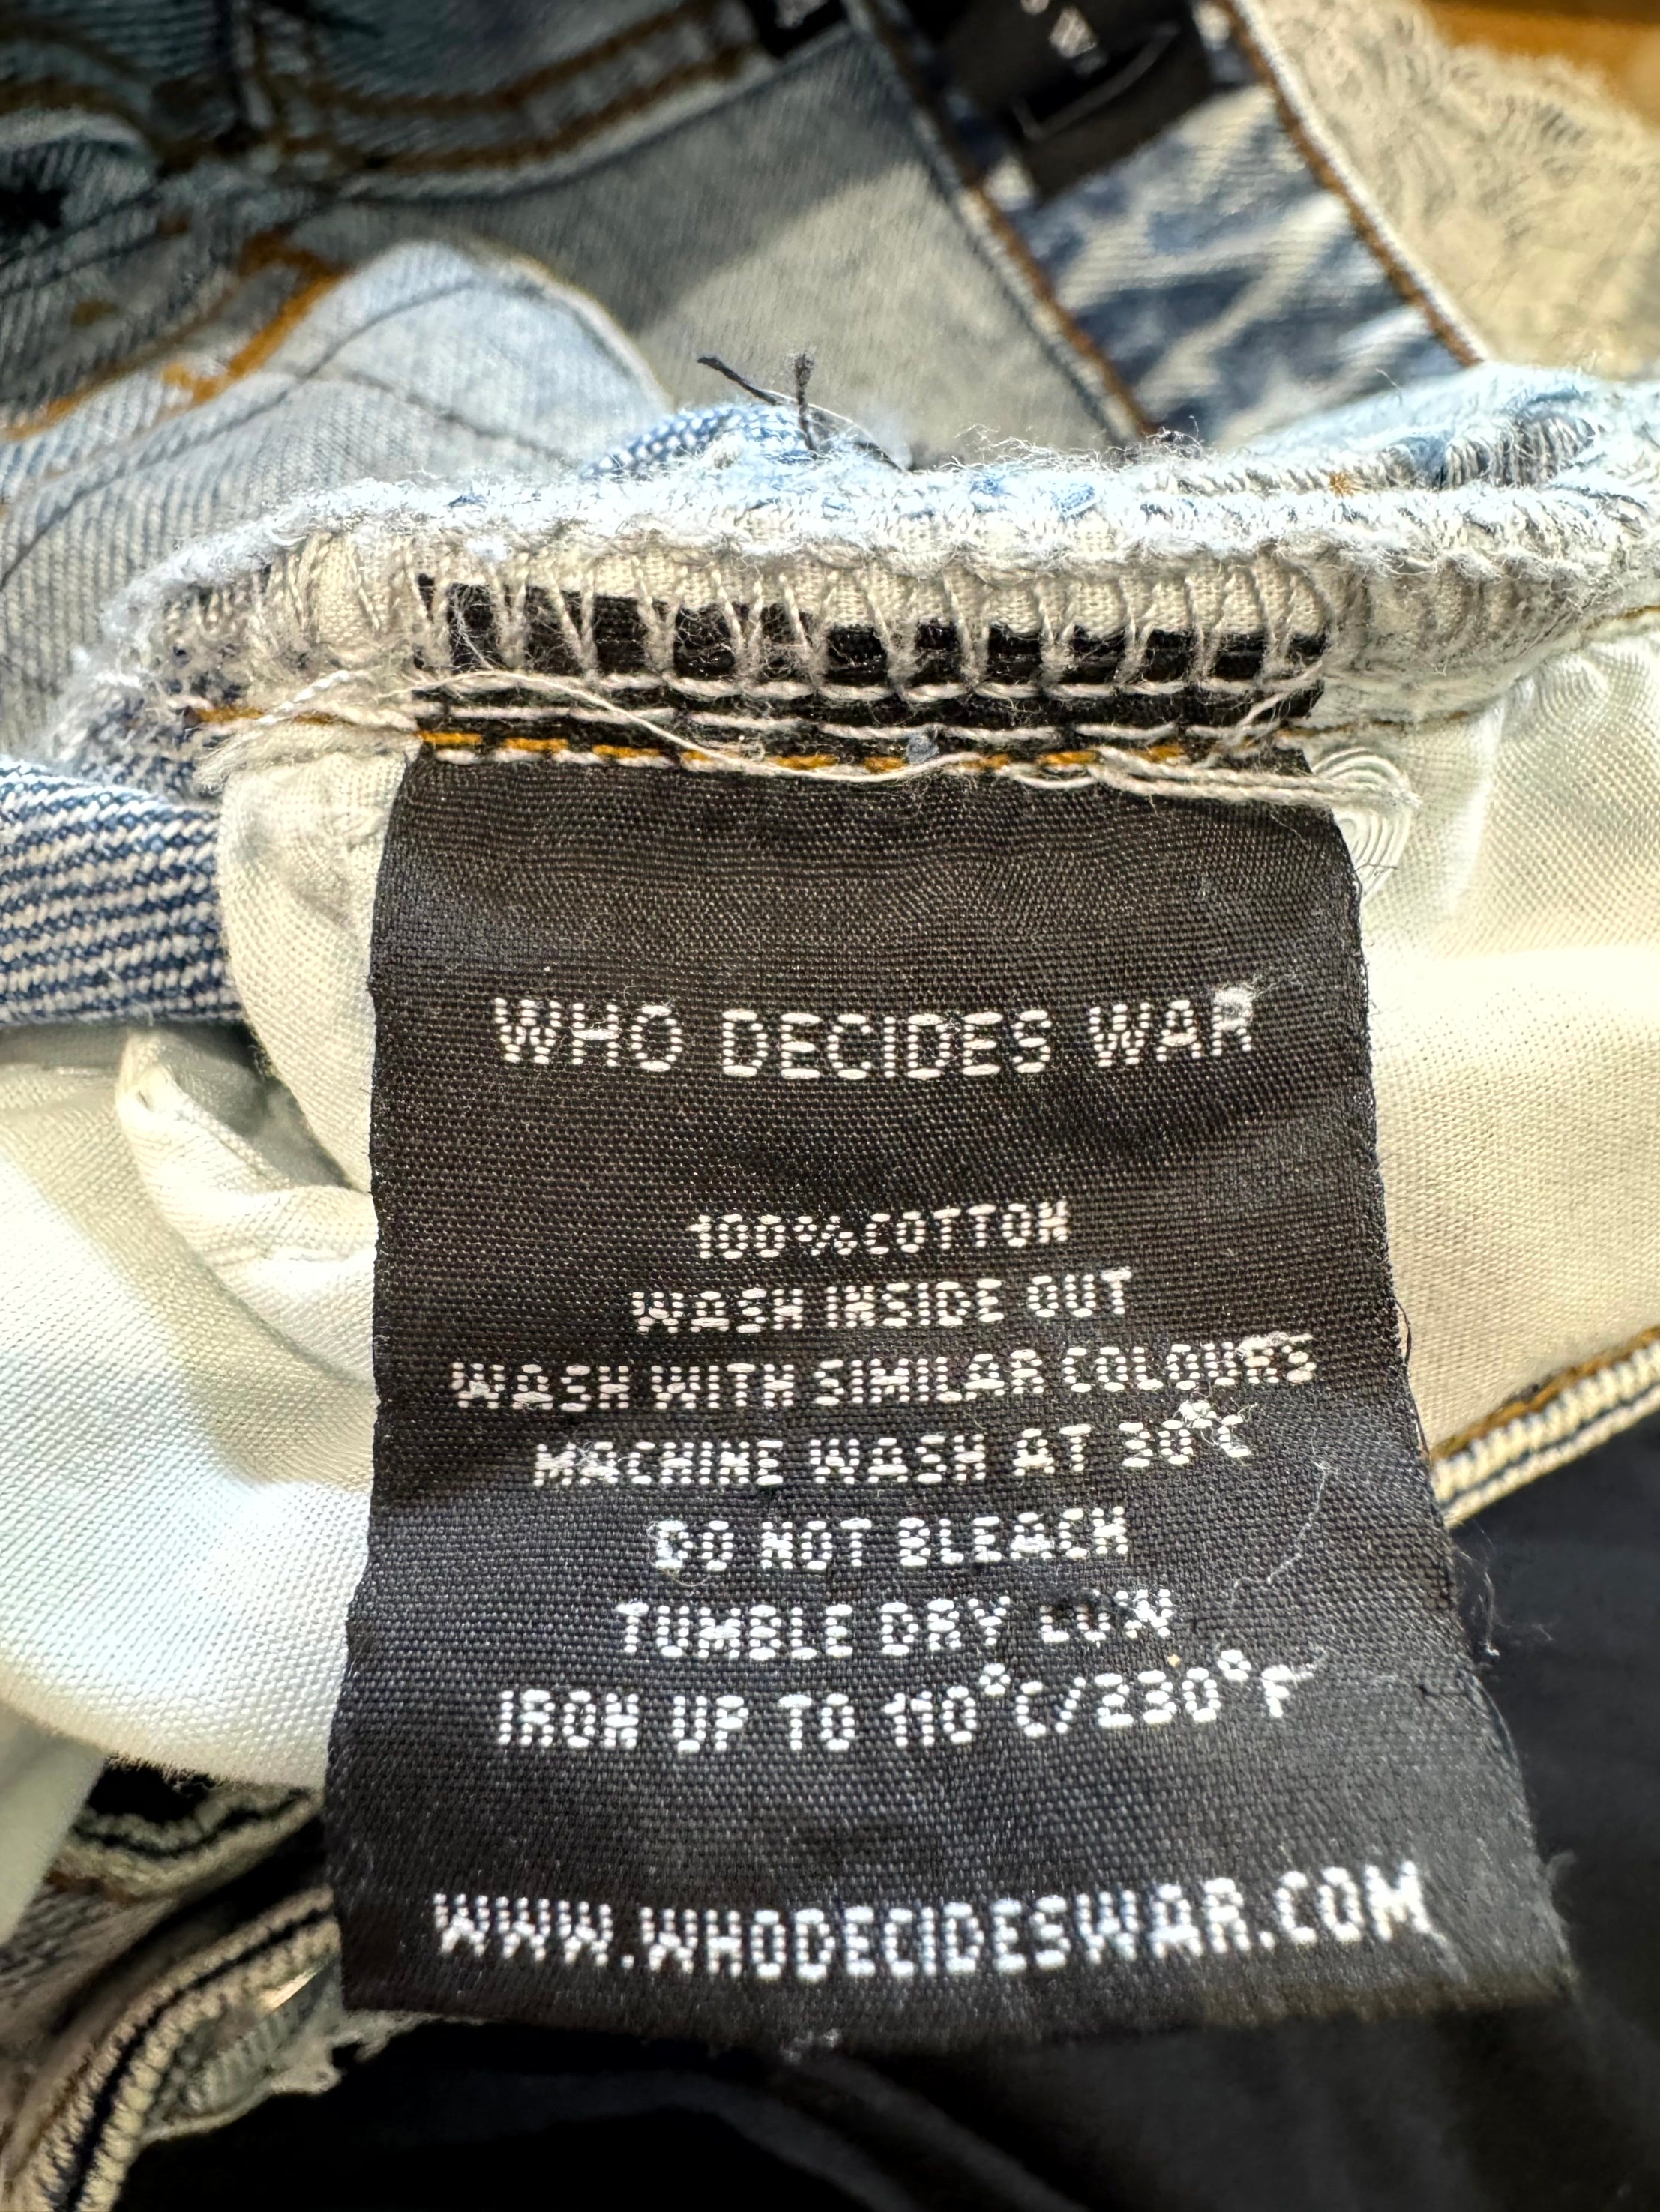 WHO DECIDES WAR
100%COTTON
WASH INSIDE OUT
WASH WITH SIMILAR COLOURS
MACHINE WASH AT 30°C
DO NOT BLEACH
TUMBLE DRY LOW
IRON UP TO 110°C/230°F
WWW.WHODECIDESWAR.COM